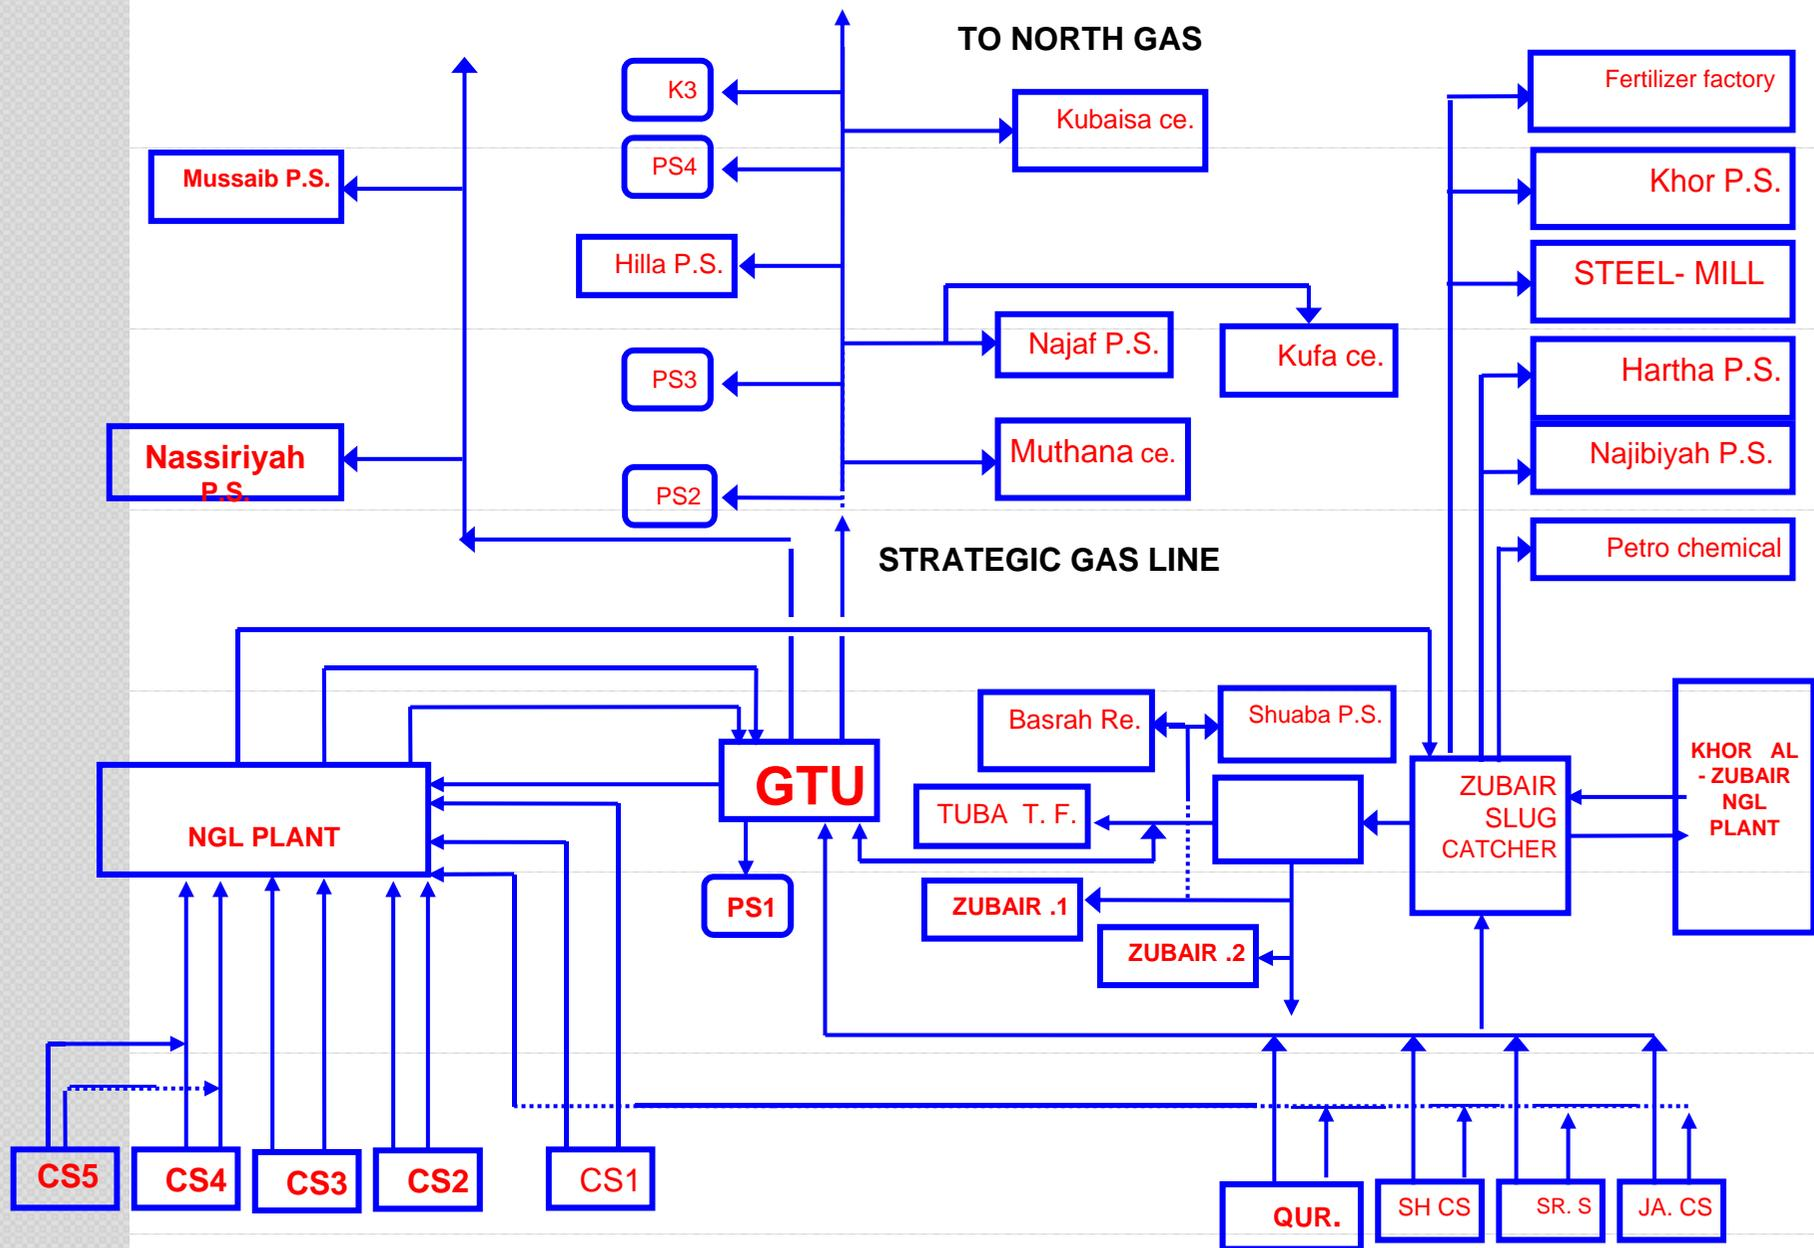 TO NORTH GAS
K3
Fertilizer factory
Kubaisa ce.
PS4
Mussaib P.S.
Khor P.S.
Hilla P.S.
STEEL- MILL
Najaf P.S.
Kufa ce.
PS3
Hartha P.S.
Nassiriyah
P.S.
Muthana ce.
Najibiyah P.S.
PS2
STRATEGIC GAS LINE
Petro chemical
Basrah Re.
Shuaba P.S.
GTU
TUBA T. F.
ZUBAIR
SLUG
CATCHER
KHOR AL
- ZUBAIR
NGL
PLANT
NGL PLANT
PS1
ZUBAIR .1
ZUBAIR .2
CS5
CS4
CS3
CS2
CS1
QUR.
SH CS
SR. S
JA. CS